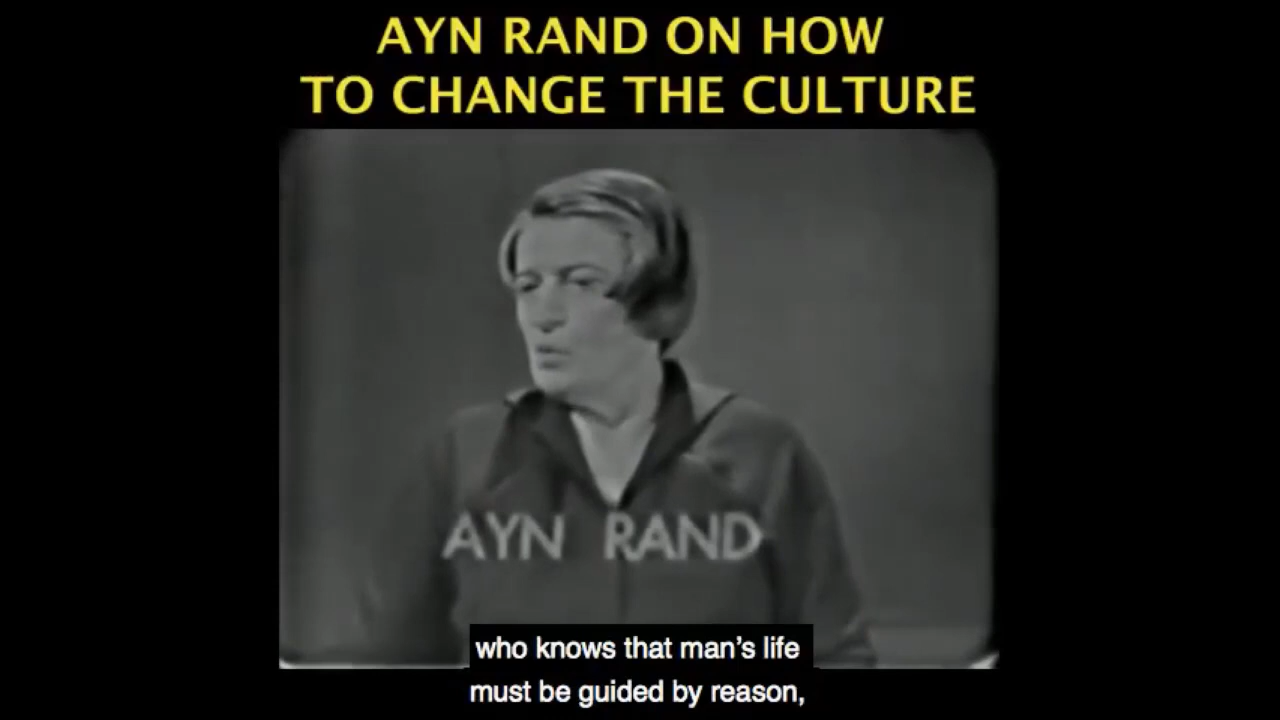 AYN RAND ON HOW
TO CHANGE THE CULTURE
AYN RAND
who knows that man's life
must be guided by reason,